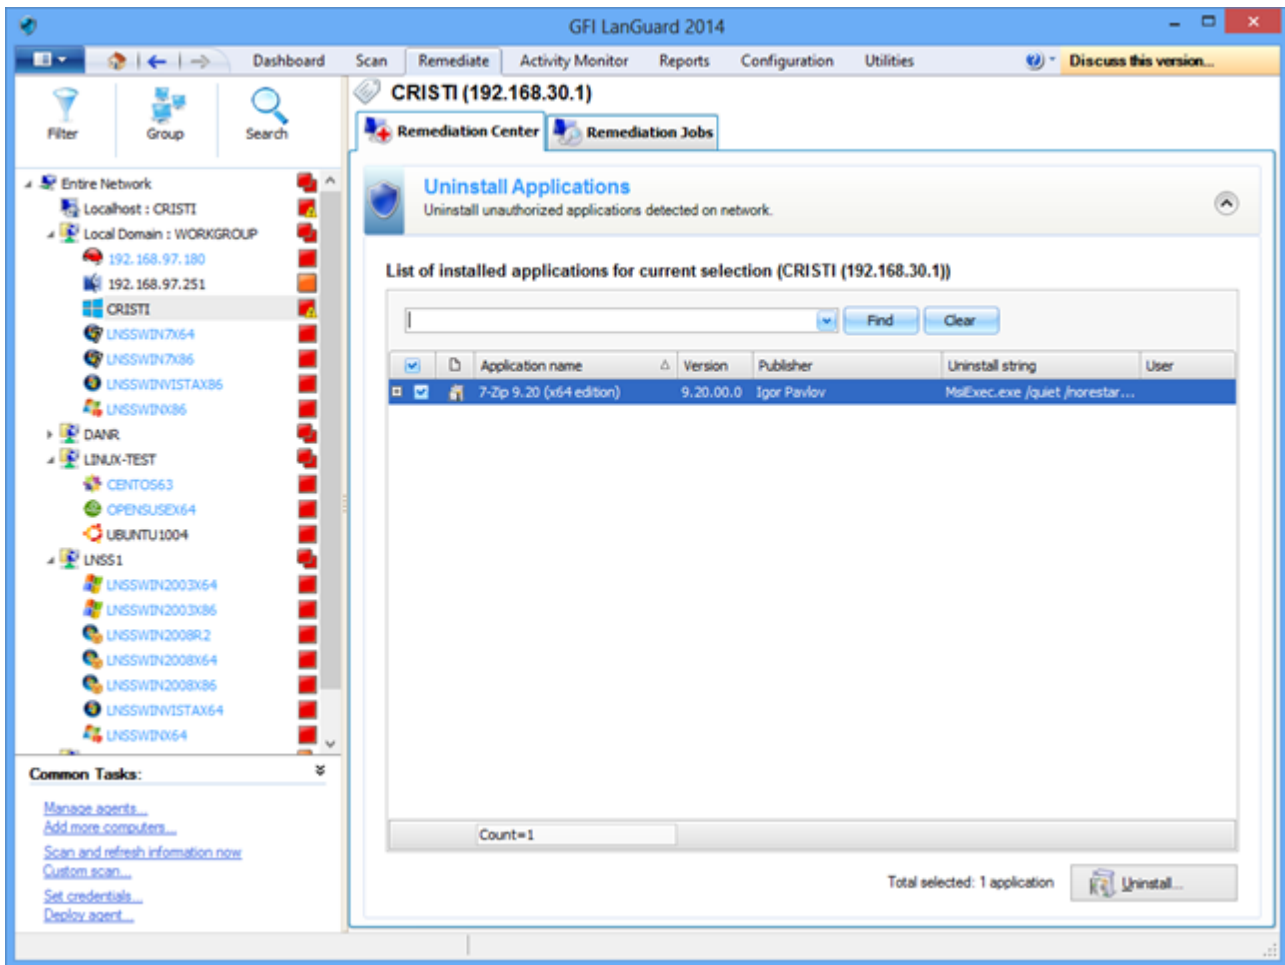 GFI LanGuard 2014
Dashboard Scan Remediate Activity Monitor Reports Configuration Utilities Discuss this version...
Filter Group Search
CRISTI (192.168.30.1)
Remediation Center Remediation Jobs
Entire Network
Localhost : CRISTI
Local Domain : WORKGROUP
192.168.97.180
192.168.97.251
CRISTI
LNSSWIN7X64
LNSSWIN7X86
LNSSWINVISTAX86
LNSSWINX86
DANR
LINUX-TEST
CENTOS63
OPENSUSEX64
UBUNTU1004
LNSS1
LNSSWIN2003X64
LNSSWIN2003X86
LNSSWIN2008R2
LNSSWIN2008X64
LNSSWIN2008X86
LNSSWINVISTAX64
LNSSWINX64
Common Tasks:
Manage agents...
Add more computers...
Scan and refresh information now
Custom scan...
Set credentials...
Deploy agent...
Uninstall Applications
Uninstall unauthorized applications detected on network.
List of installed applications for current selection (CRISTI (192.168.30.1))
Find Clear
Application name Version Publisher Uninstall string User
7-Zip 9.20 (x64 edition) 9.20.00.0 Igor Pavlov MsiExec.exe /quiet /norestar...
Count=1
Total selected: 1 application Uninstall...